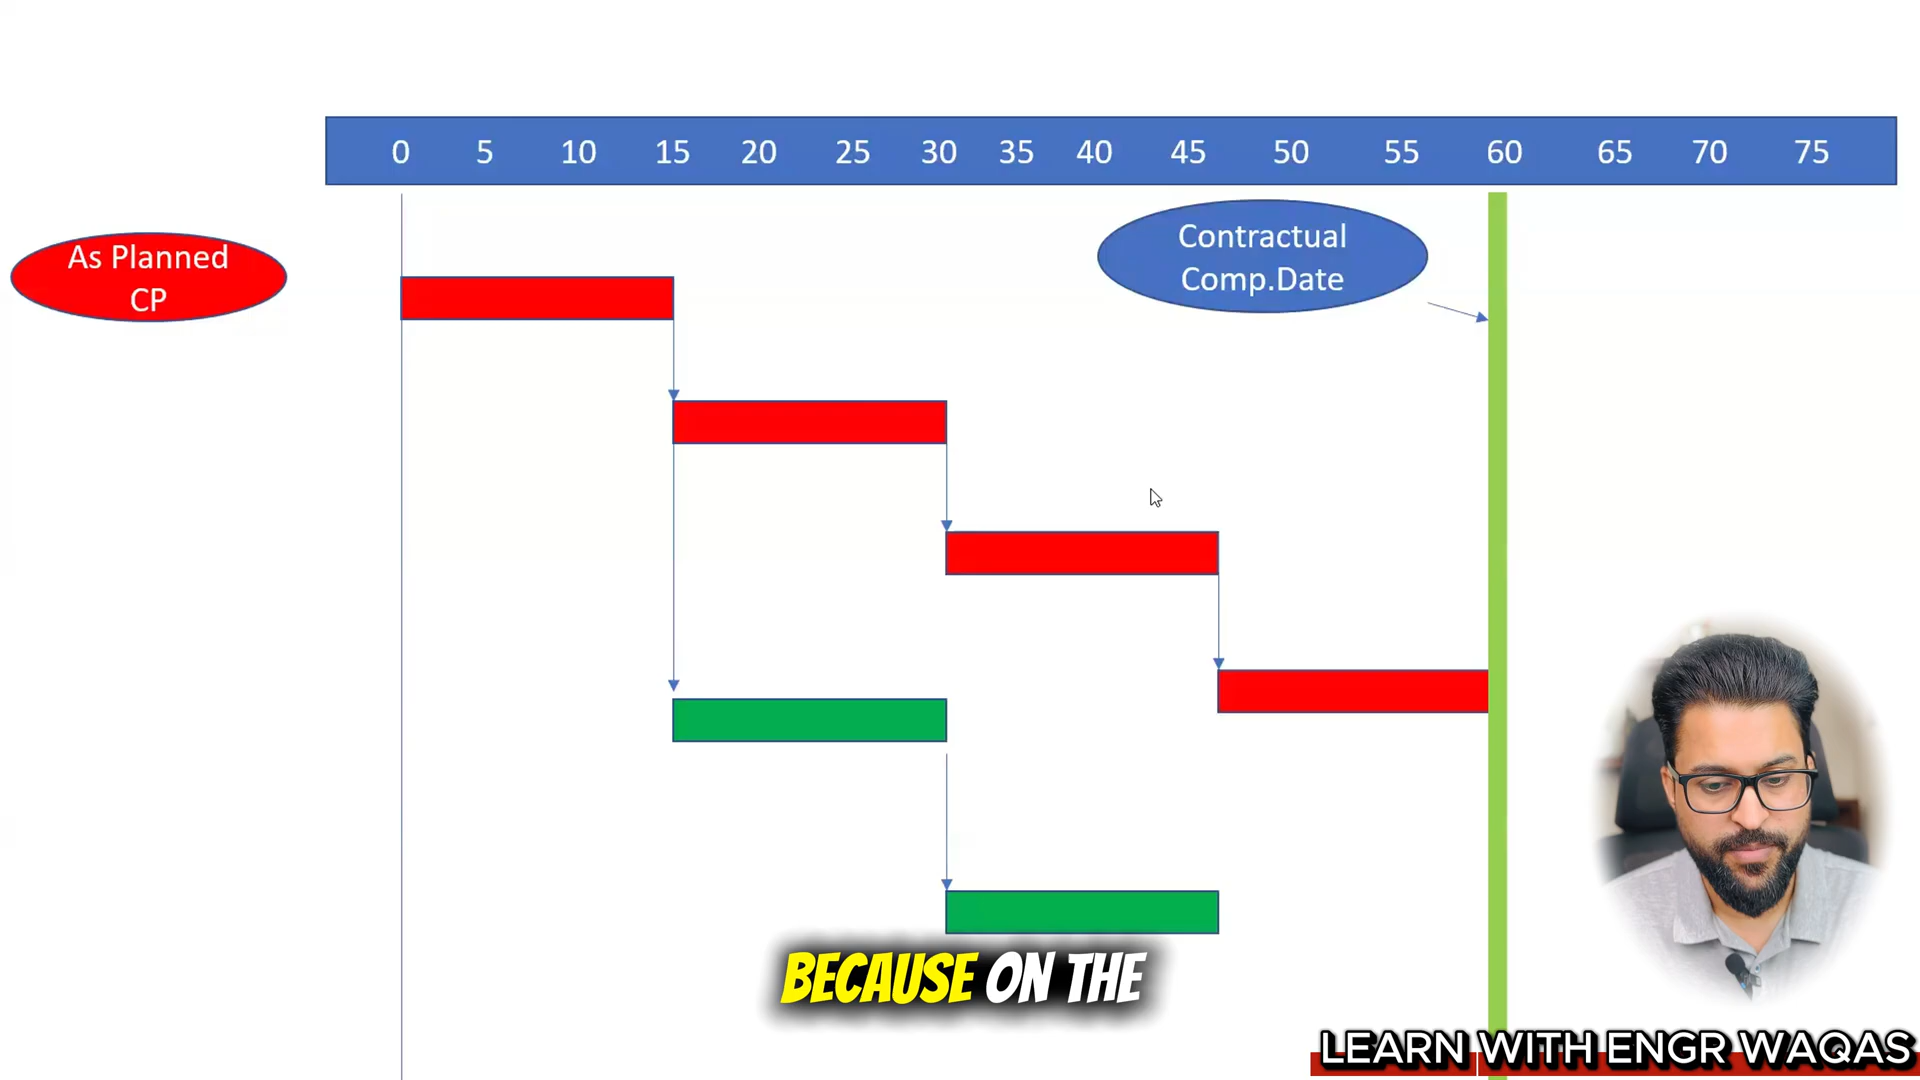 0 5 10 15 20 25 30 35 40 45 50 55 60 65 70 75
As Planned
CP
Contractual
Comp.Date
BECAUSE ON THE
LEARN WITH ENGR WAQAS